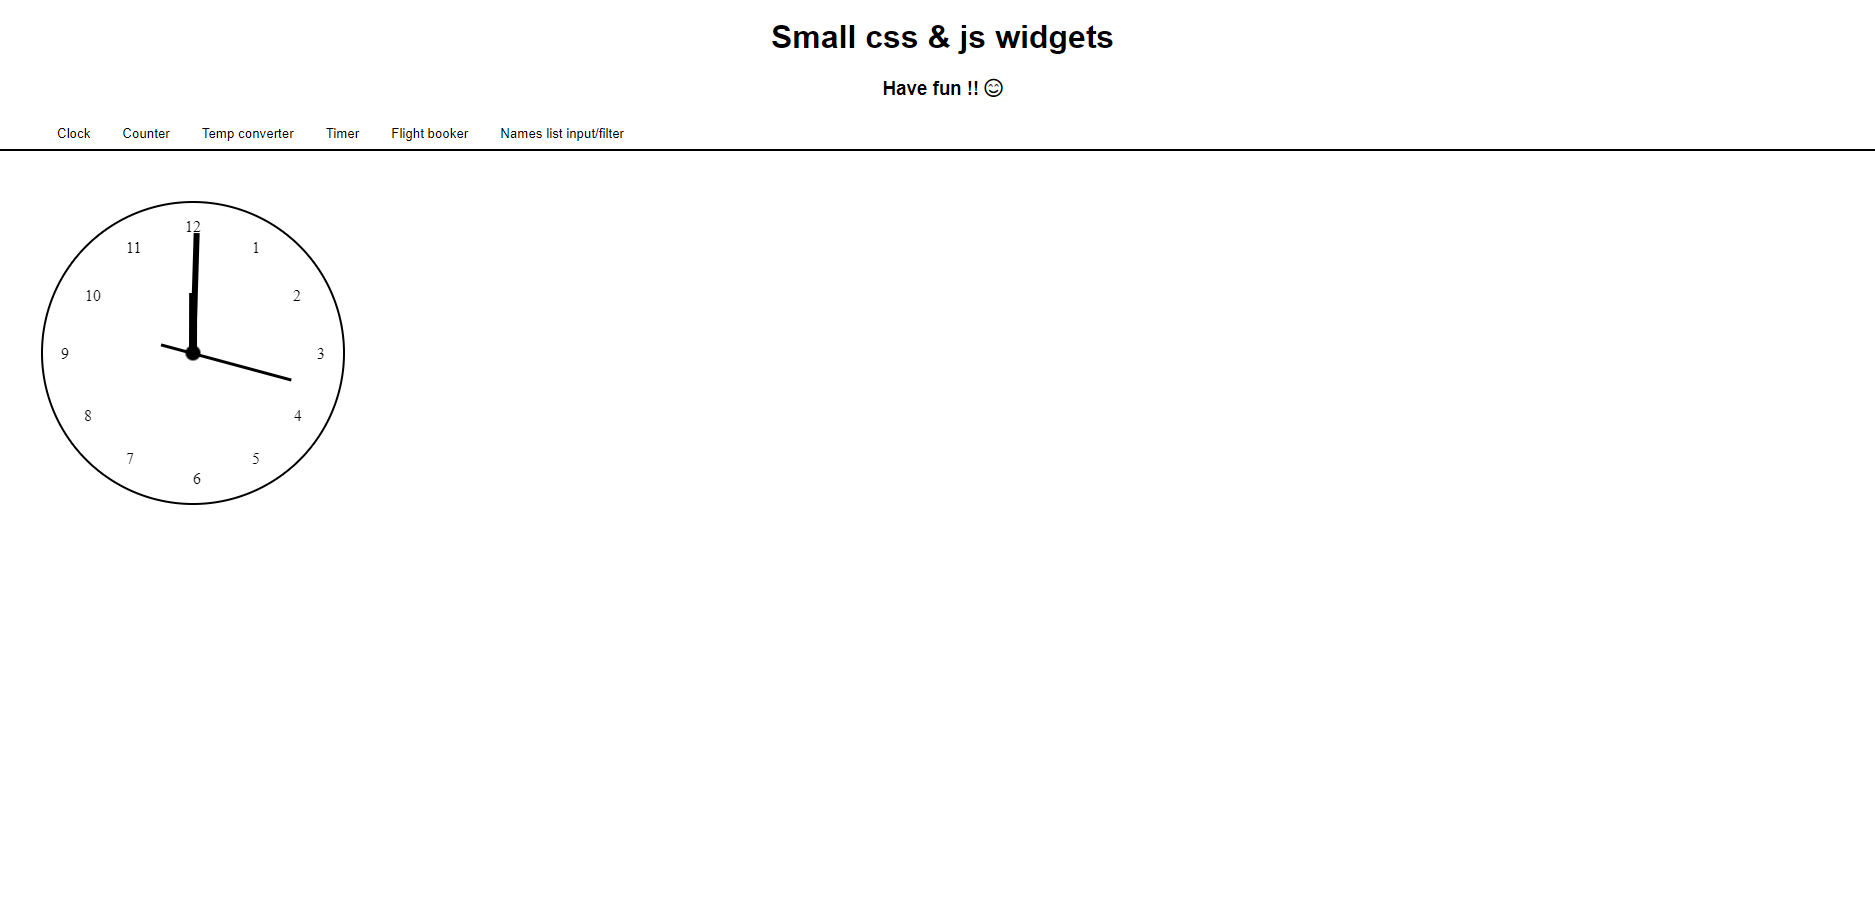 Small css & js widgets
Have fun !! 😊
Clock Counter Temp converter Timer Flight booker Names list input/filter
12
11 1
10 2
9 3
8 4
7 5
6